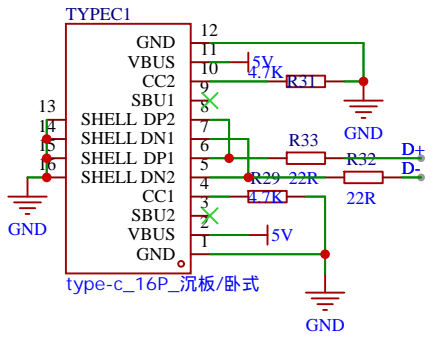 TYPEC1
GND 12
VBUS 11 5V
CC2 10 4.7K R31
SBU1 9
13 SHELL DP2 8
14 SHELL DN1 7
15 SHELL DP1 6 R33 22R D+
16 SHELL DN2 5 R32 22R D-
CC1 4 R29 4.7K
SBU2 3
VBUS 2 5V
GND 1
GND
GND
GND
type-c_16P_沉板/卧式